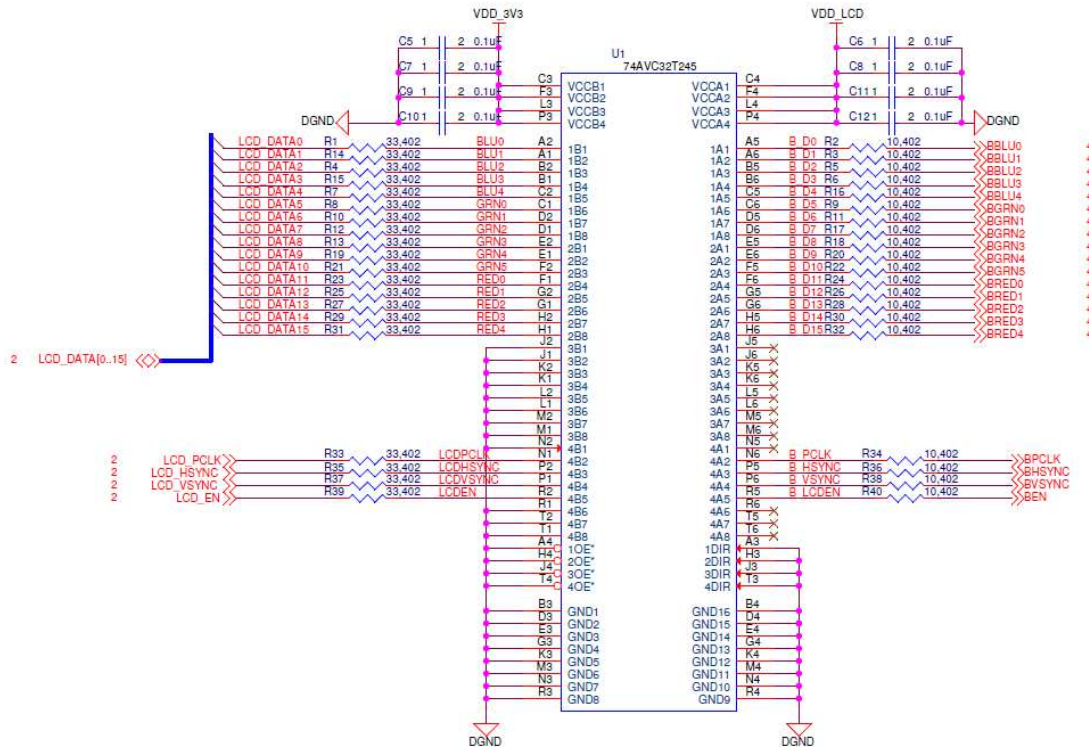 VDD_3V3 VDD_LCD
C5 1 2 0.1uF U1 C6 1 2 0.1uF
74AVC32T245
C7 1 2 0.1uF C8 1 2 0.1uF
C3 VCCB1 VCCA1 C4
C9 1 2 0.1uF F3 VCCB2 VCCA2 F4 C11 1 2 0.1uF
L3 VCCB3 VCCA3 L4
DGND C10 1 2 0.1uF P3 VCCB4 VCCA4 P4 C12 1 2 0.1uF DGND
LCD_DATA0 R1 33,402 BLU0 A2 1B1 1A1 A5 B_D0 R2 10,402 BBLU0
LCD_DATA1 R14 33,402 BLU1 A1 1B2 1A2 A6 B_D1 R3 10,402 BBLU1
LCD_DATA2 R4 33,402 BLU2 B2 1B3 1A3 B5 B_D2 R5 10,402 BBLU2
LCD_DATA3 R15 33,402 BLU3 B1 1B4 1A4 B6 B_D3 R6 10,402 BBLU3
LCD_DATA4 R7 33,402 BLU4 C2 1B5 1A5 C5 B_D4 R16 10,402 BBLU4
LCD_DATA5 R8 33,402 GRN0 C1 1B6 1A6 C6 B_D5 R9 10,402 BGRN0
LCD_DATA6 R10 33,402 GRN1 D2 1B7 1A7 D5 B_D6 R11 10,402 BGRN1
LCD_DATA7 R12 33,402 GRN2 D1 1B8 1A8 D6 B_D7 R17 10,402 BGRN2
LCD_DATA8 R13 33,402 GRN3 E2 2B1 2A1 E5 B_D8 R18 10,402 BGRN3
LCD_DATA9 R19 33,402 GRN4 E1 2B2 2A2 E6 B_D9 R20 10,402 BGRN4
LCD_DATA10 R21 33,402 GRN5 F2 2B3 2A3 F5 B_D10 R22 10,402 BGRN5
LCD_DATA11 R23 33,402 RED0 F1 2B4 2A4 F6 B_D11 R24 10,402 BRED0
LCD_DATA12 R25 33,402 RED1 G2 2B5 2A5 G5 B_D12 R26 10,402 BRED1
LCD_DATA13 R27 33,402 RED2 G1 2B6 2A6 G6 B_D13 R28 10,402 BRED2
LCD_DATA14 R29 33,402 RED3 H2 2B7 2A7 H5 B_D14 R30 10,402 BRED3
LCD_DATA15 R31 33,402 RED4 H1 2B8 2A8 H6 B_D15 R32 10,402 BRED4
J2 3B1 3A1 J5
2 LCD_DATA[0..15] J1 3B2 3A2 J6
K2 3B3 3A3 K5
K1 3B4 3A4 K6
L2 3B5 3A5 L5
L1 3B6 3A6 L6
M2 3B7 3A7 M5
M1 3B8 3A8 M6
N2 4B1 4A1 N5
2 LCD_PCLK R33 33,402 LCDPCLK N1 4B2 4A2 N6 B_PCLK R34 10,402 BPCLK
2 LCD_HSYNC R35 33,402 LCDHSYNC P2 4B3 4A3 P5 B_HSYNC R36 10,402 BHSYNC
2 LCD_VSYNC R37 33,402 LCDVSYNC P1 4B4 4A4 P6 B_VSYNC R38 10,402 BVSYNC
2 LCD_EN R39 33,402 LCDEN R2 4B5 4A5 R5 B_LCDEN R40 10,402 BEN
R1 4B6 4A6 R6
T2 4B7 4A7 T5
T1 4B8 4A8 T6
A4 1OE* 1DIR A3
H4 2OE* 2DIR H3
J4 3OE* 3DIR J3
T4 4OE* 4DIR T3
B3 GND1 GND16 B4
D3 GND2 GND15 D4
E3 GND3 GND14 E4
G3 GND4 GND13 G4
K3 GND5 GND12 K4
M3 GND6 GND11 M4
N3 GND7 GND10 N4
R3 GND8 GND9 R4
DGND DGND